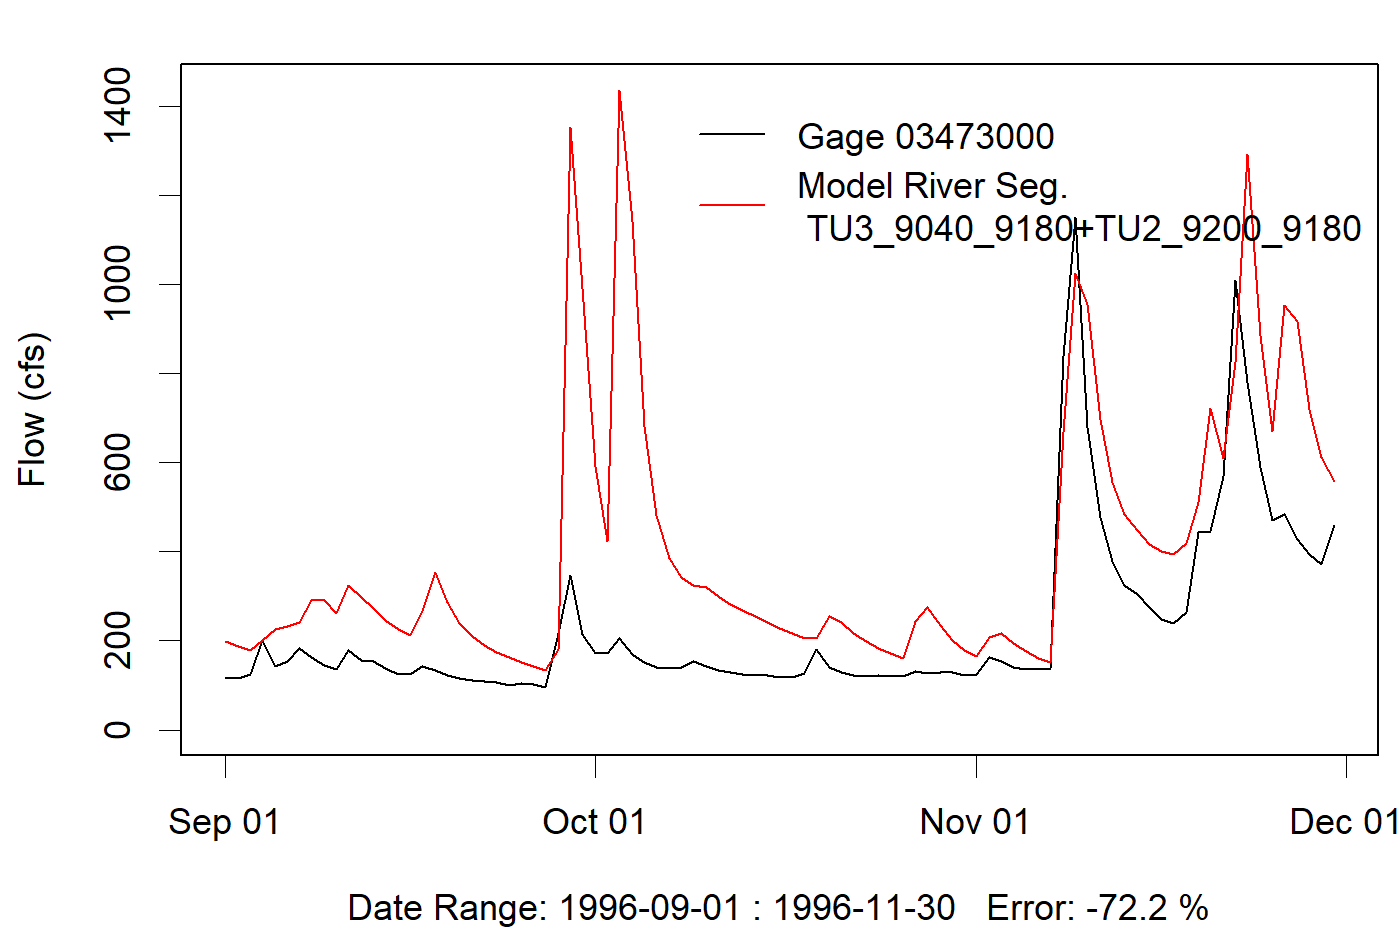 Flow (cfs)
1400
1000
600
200
0
Gage 03473000
Model River Seg.
TU3_9040_9180+TU2_9200_9180
Sep 01
Oct 01
Nov 01
Dec 01
Date Range: 1996-09-01 : 1996-11-30   Error: -72.2 %